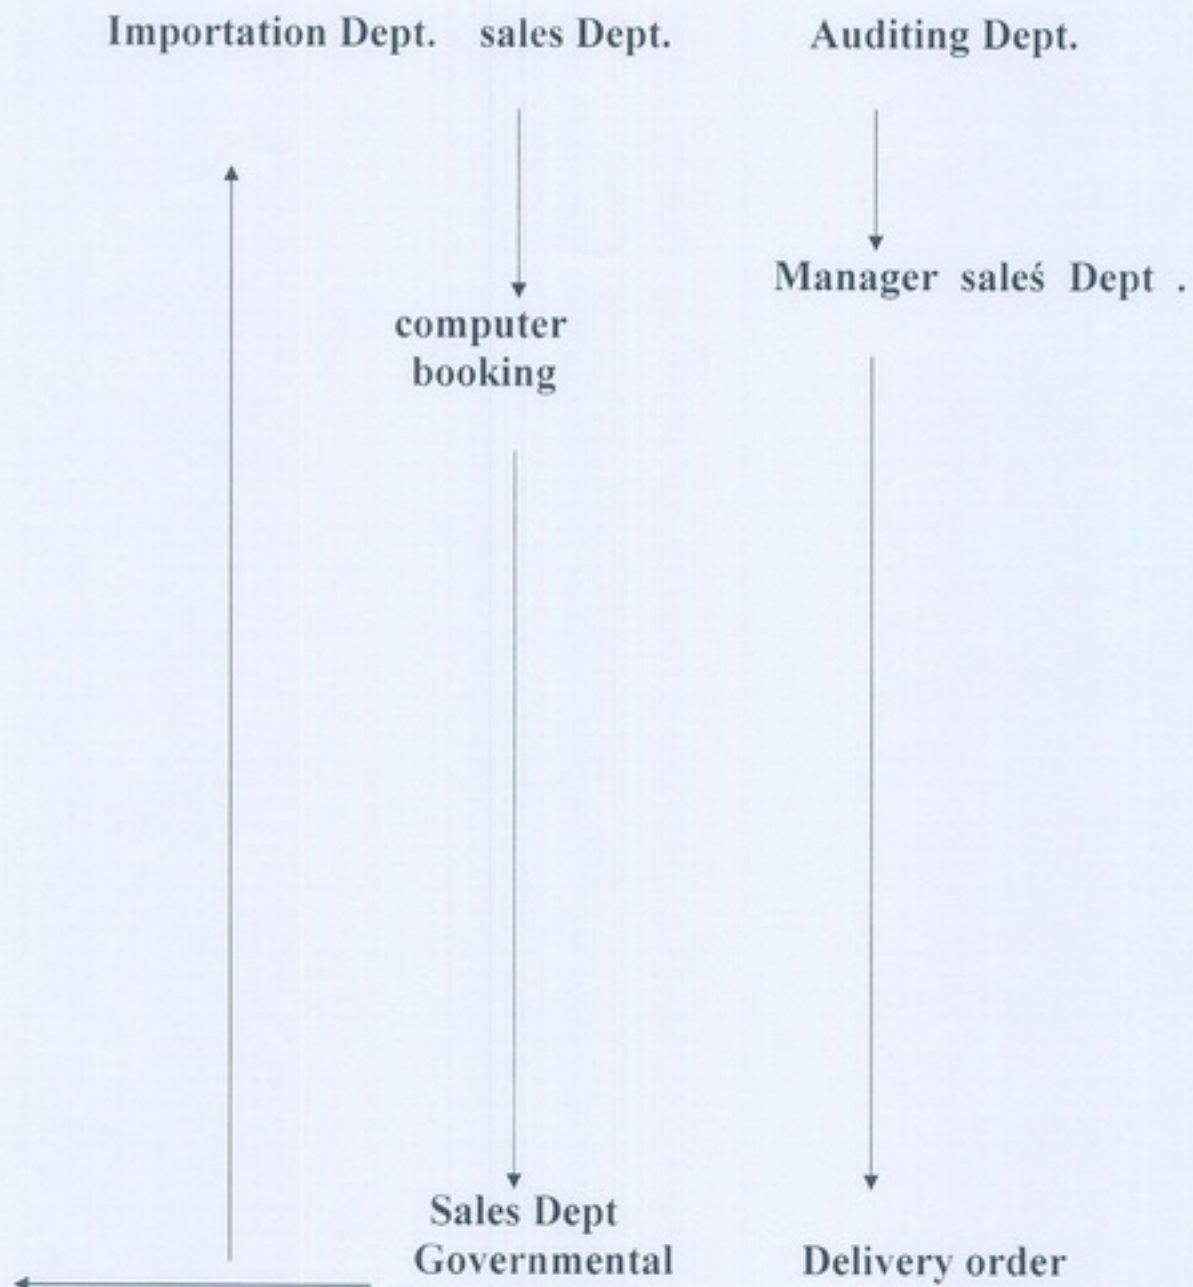 Importation Dept. sales Dept. Auditing Dept.
Manager saleś Dept .
computer
booking
Sales Dept
Governmental
Delivery order